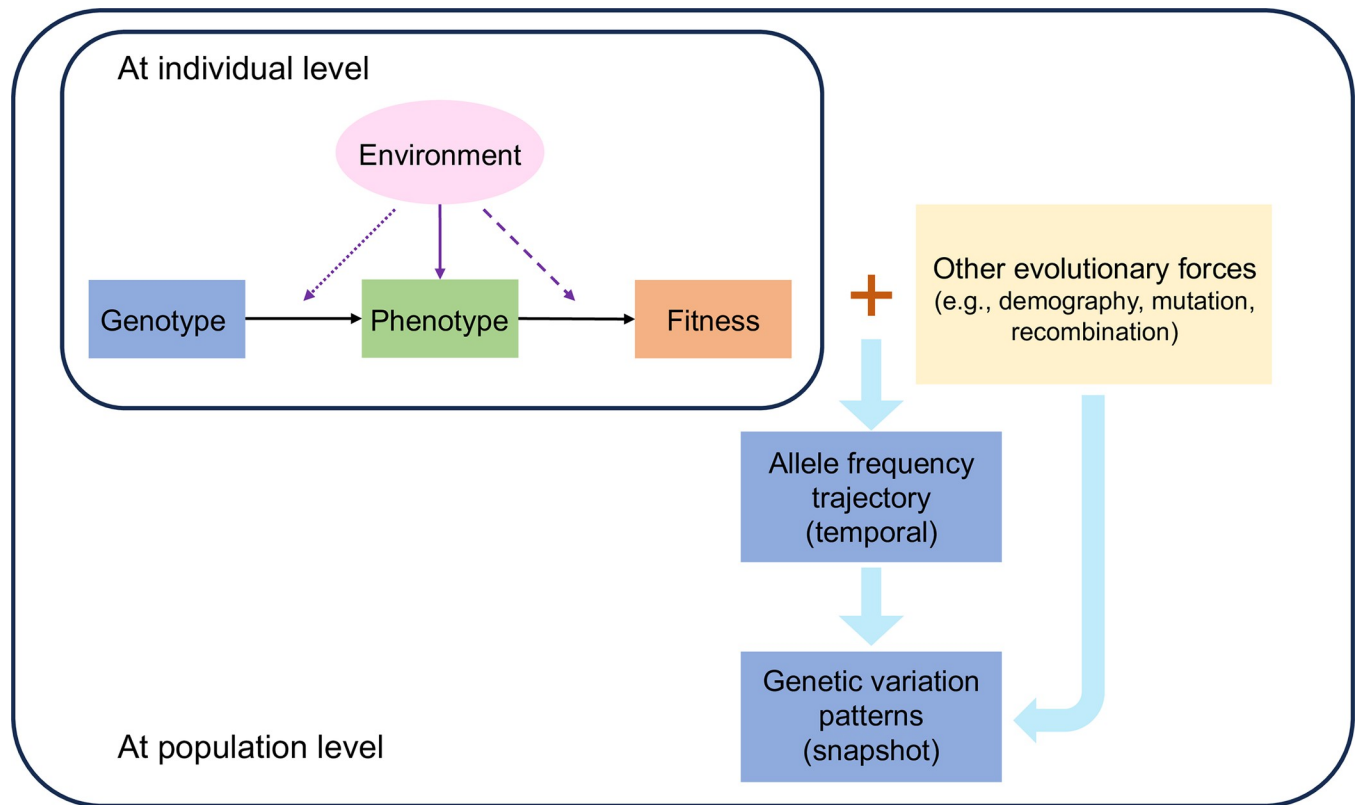 At individual level
Environment
Genotype
Phenotype
Fitness
+
Other evolutionary forces
(e.g., demography, mutation,
recombination)
Allele frequency
trajectory
(temporal)
Genetic variation
patterns
(snapshot)
At population level